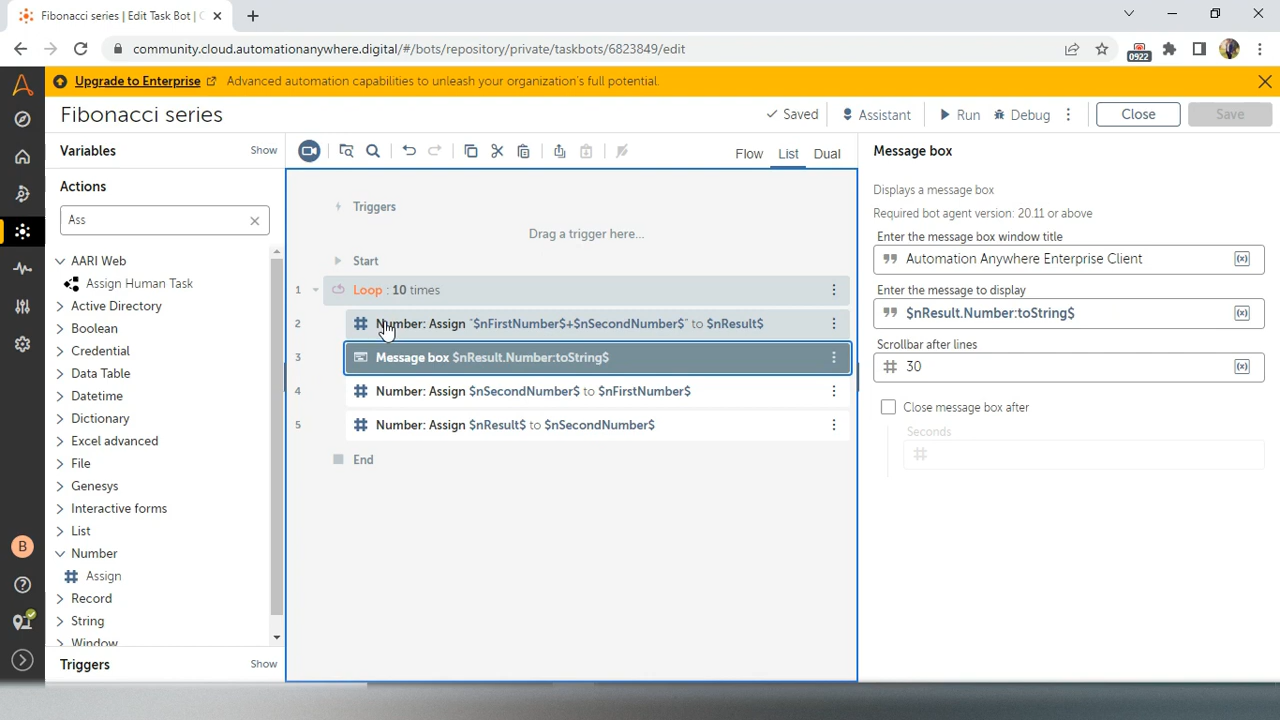 Fibonacci series | Edit Task Bot |
community.cloud.automationanywhere.digital/#/bots/repository/private/taskbots/6823849/edit
0922
Upgrade to Enterprise Advanced automation capabilities to unleash your organization's full potential.
Fibonacci series
Saved
Assistant
Run
Debug
Close
Save
Variables
Show
Actions
Ass
AARI Web
Assign Human Task
Active Directory
Boolean
Credential
Data Table
Datetime
Dictionary
Excel advanced
File
Genesys
Interactive forms
List
Number
Assign
Record
String
Window
Triggers
Show
B
Flow
List
Dual
Triggers
Drag a trigger here...
Start
1 Loop : 10 times
2 Number: Assign "$nFirstNumber$+$nSecondNumber$" to $nResult$
3 Message box $nResult.Number:toString$
4 Number: Assign $nSecondNumber$ to $nFirstNumber$
5 Number: Assign $nResult$ to $nSecondNumber$
End
Message box
Displays a message box
Required bot agent version: 20.11 or above
Enter the message box window title
Automation Anywhere Enterprise Client
(x)
Enter the message to display
$nResult.Number:toString$
(x)
Scrollbar after lines
30
(x)
Close message box after
Seconds